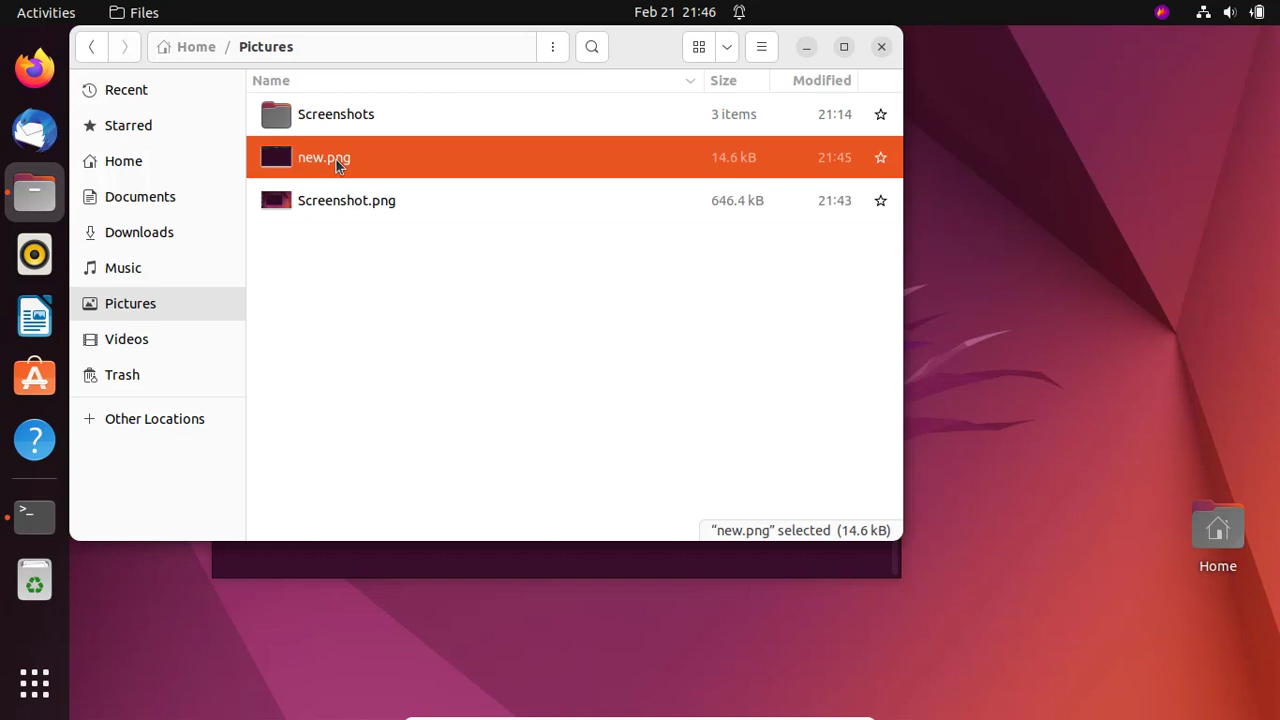 Activities Files Feb 21 21:46
Home / Pictures
Name Size Modified
Recent
Starred
Home
Documents
Downloads
Music
Pictures
Videos
Trash
Other Locations
Screenshots 3 items 21:14
new.png 14.6 kB 21:45
Screenshot.png 646.4 kB 21:43
"new.png" selected (14.6 kB)
Home